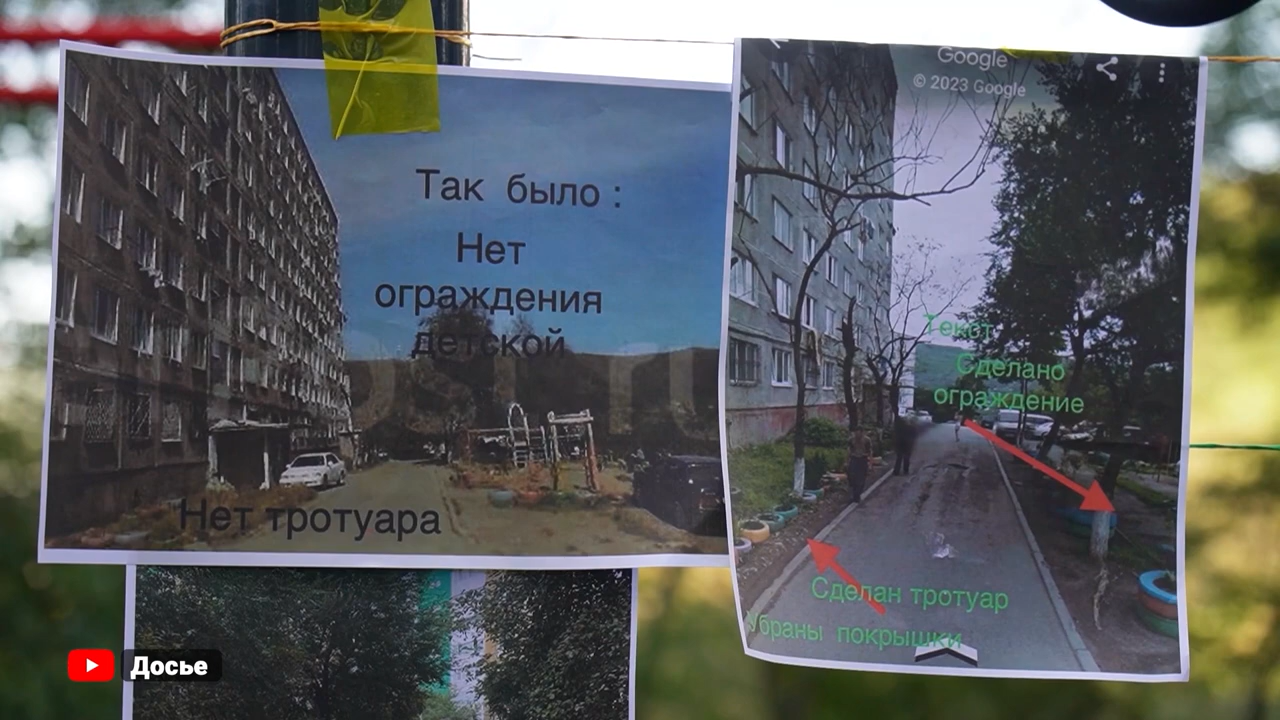 Так было :
Нет
ограждения
детской
Нет тротуара
Google
© 2023 Google
Текст
Сделано
ограждение
Сделан тротуар
Убраны покрышки
Досье